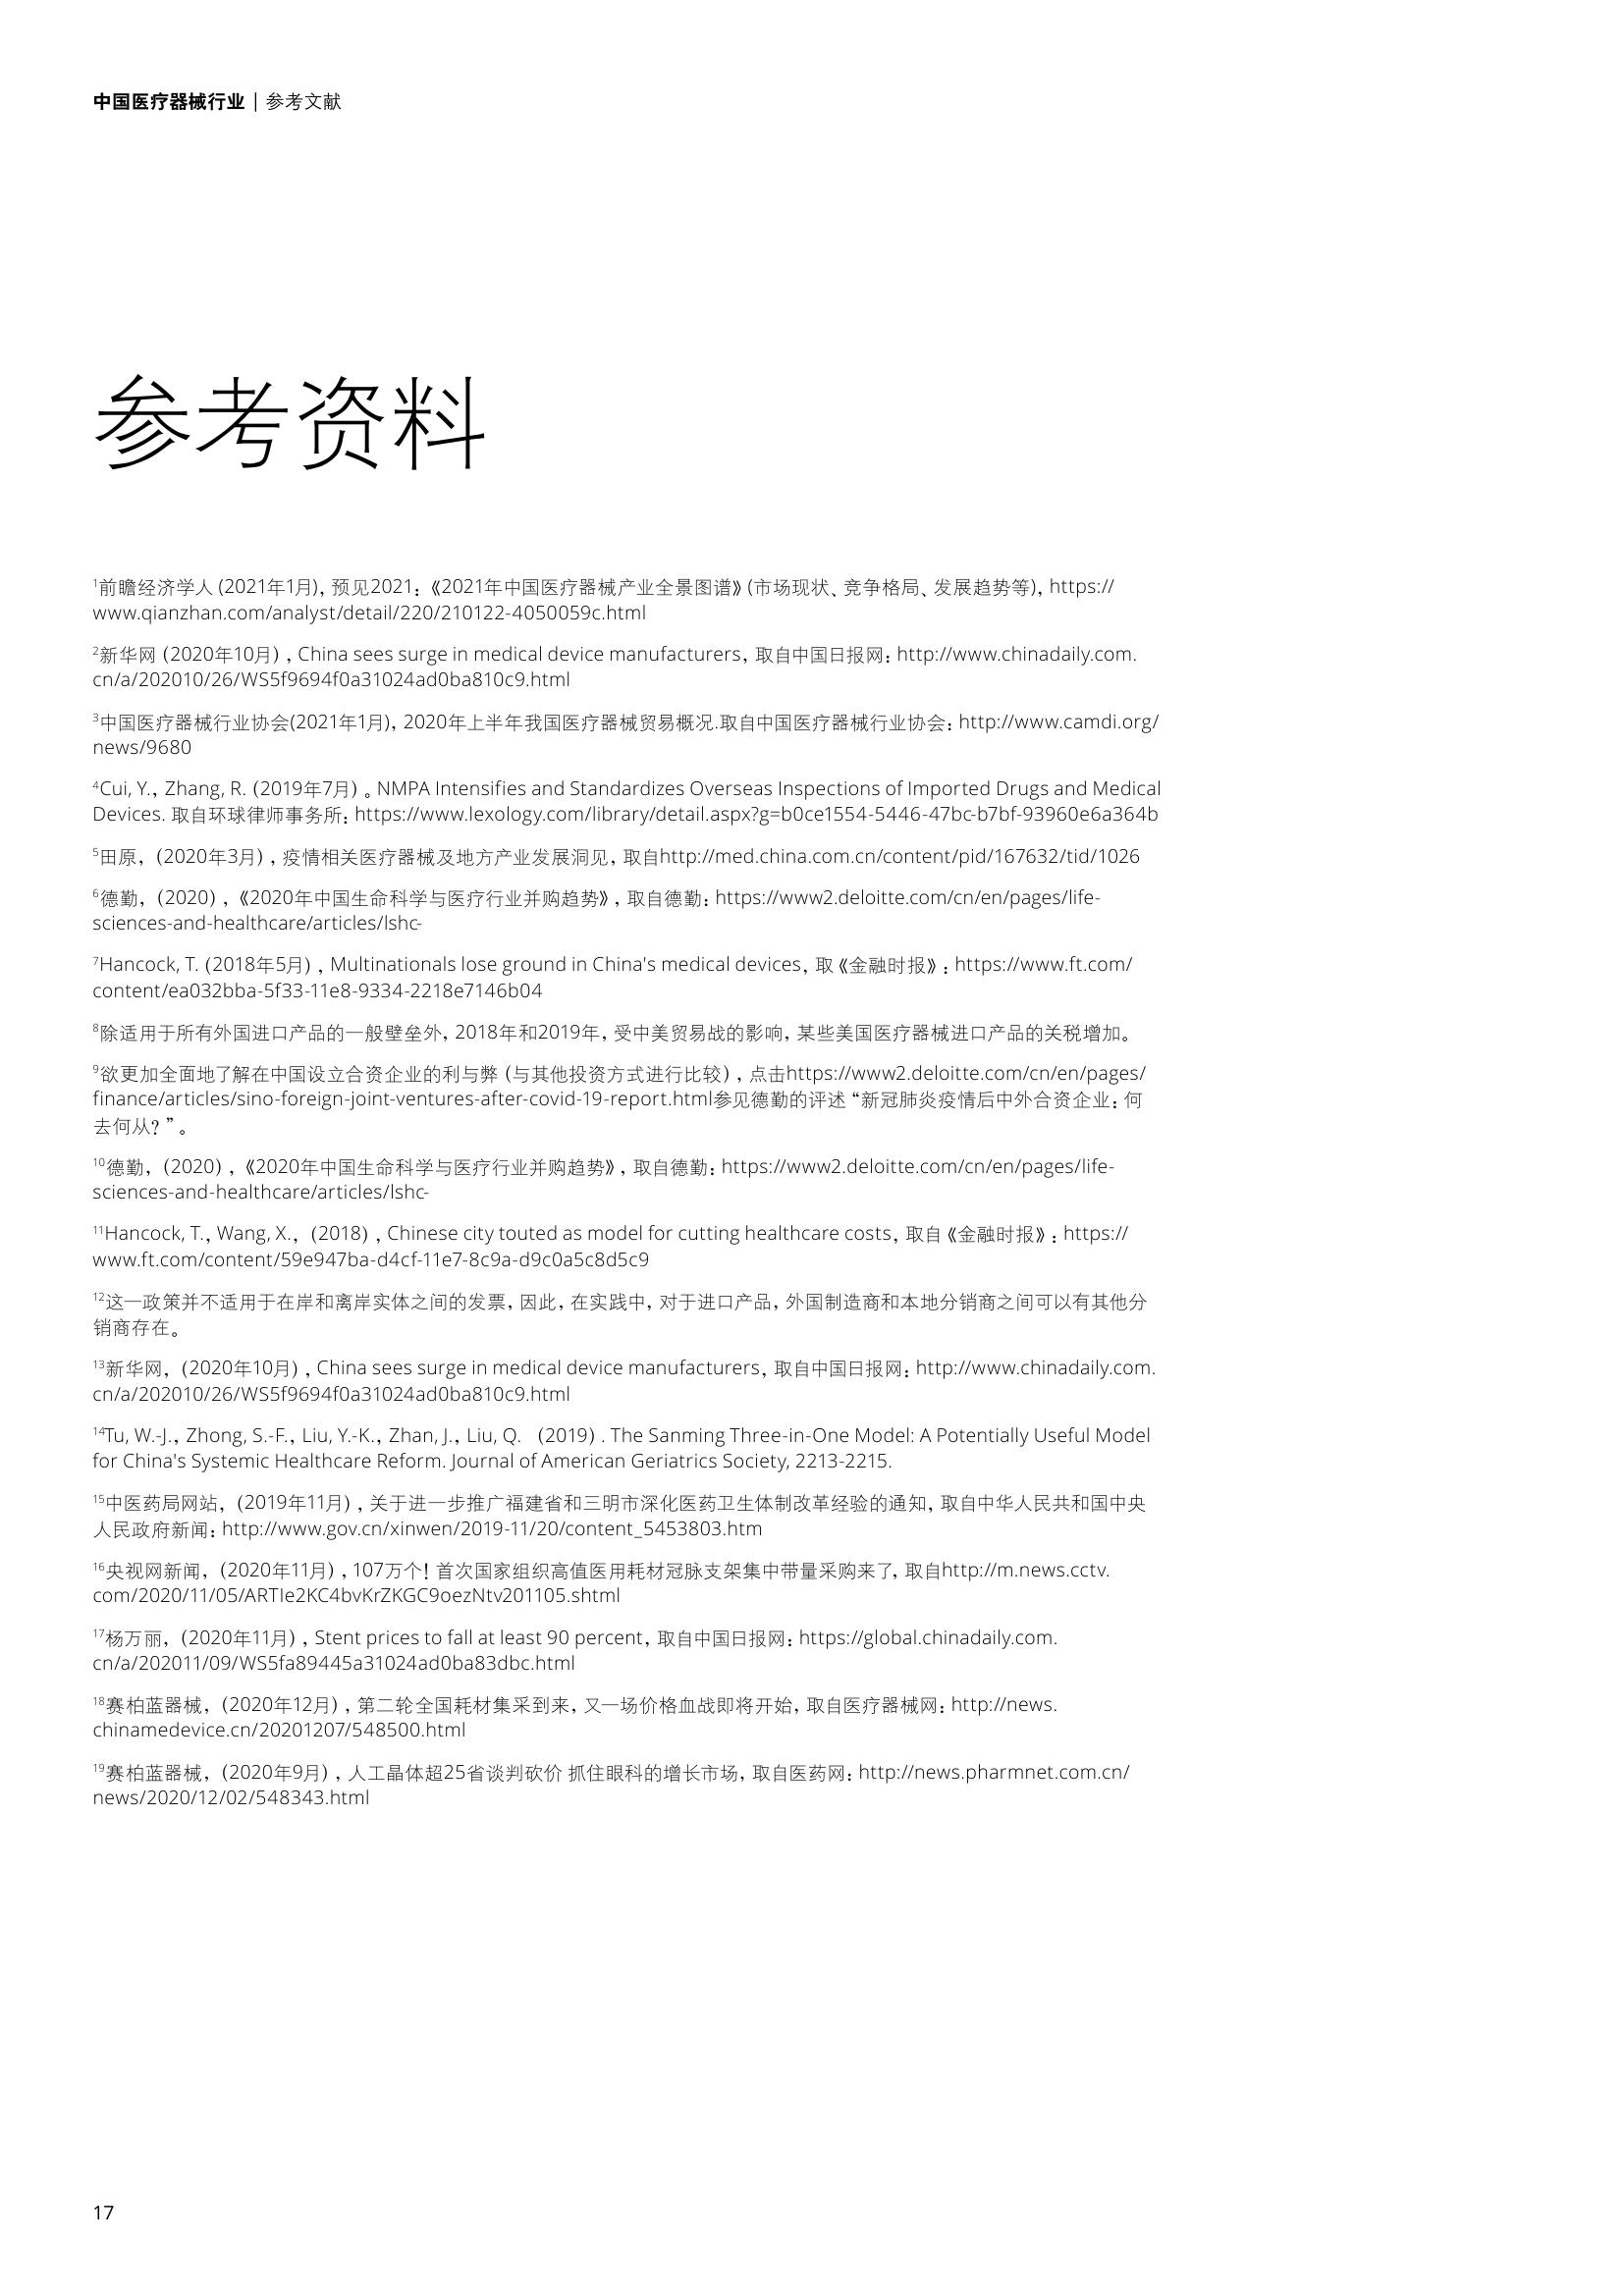 中国医疗器械行业 | 参考文献
参考资料
1前瞻经济学人 (2021年1月), 预见2021:《2021年中国医疗器械产业全景图谱》(市场现状、竞争格局、发展趋势等), https://
www.qianzhan.com/analyst/detail/220/210122-4050059c.html
2新华网 (2020年10月) , China sees surge in medical device manufacturers, 取自中国日报网: http://www.chinadaily.com.
cn/a/202010/26/WS5f9694f0a31024ad0ba810c9.html
3中国医疗器械行业协会(2021年1月), 2020年上半年我国医疗器械贸易概况.取自中国医疗器械行业协会: http://www.camdi.org/
news/9680
4Cui, Y., Zhang, R. (2019年7月) 。NMPA Intensifies and Standardizes Overseas Inspections of Imported Drugs and Medical
Devices. 取自环球律师事务所: https://www.lexology.com/library/detail.aspx?g=b0ce1554-5446-47bc-b7bf-93960e6a364b
5田原, (2020年3月) , 疫情相关医疗器械及地方产业发展洞见, 取自http://med.china.com.cn/content/pid/167632/tid/1026
6德勤, (2020) ,《2020年中国生命科学与医疗行业并购趋势》, 取自德勤: https://www2.deloitte.com/cn/en/pages/life-
sciences-and-healthcare/articles/lshc-
7Hancock, T. (2018年5月) , Multinationals lose ground in China's medical devices, 取《金融时报》: https://www.ft.com/
content/ea032bba-5f33-11e8-9334-2218e7146b04
8除适用于所有外国进口产品的一般壁垒外, 2018年和2019年, 受中美贸易战的影响, 某些美国医疗器械进口产品的关税增加。
9欲更加全面地了解在中国设立合资企业的利与弊 (与其他投资方式进行比较) , 点击https://www2.deloitte.com/cn/en/pages/
finance/articles/sino-foreign-joint-ventures-after-covid-19-report.html参见德勤的评述 “新冠肺炎疫情后中外合资企业: 何
去何从? ” 。
10德勤, (2020) ,《2020年中国生命科学与医疗行业并购趋势》, 取自德勤: https://www2.deloitte.com/cn/en/pages/life-
sciences-and-healthcare/articles/lshc-
11Hancock, T., Wang, X., (2018) , Chinese city touted as model for cutting healthcare costs, 取自《金融时报》: https://
www.ft.com/content/59e947ba-d4cf-11e7-8c9a-d9c0a5c8d5c9
12这一政策并不适用于在岸和离岸实体之间的发票, 因此, 在实践中, 对于进口产品, 外国制造商和本地分销商之间可以有其他分
销商存在。
13新华网, (2020年10月) , China sees surge in medical device manufacturers, 取自中国日报网: http://www.chinadaily.com.
cn/a/202010/26/WS5f9694f0a31024ad0ba810c9.html
14Tu, W.-J., Zhong, S.-F., Liu, Y.-K., Zhan, J., Liu, Q. (2019) . The Sanming Three-in-One Model: A Potentially Useful Model
for China's Systemic Healthcare Reform. Journal of American Geriatrics Society, 2213-2215.
15中医药局网站, (2019年11月) , 关于进一步推广福建省和三明市深化医药卫生体制改革经验的通知, 取自中华人民共和国中央
人民政府新闻: http://www.gov.cn/xinwen/2019-11/20/content_5453803.htm
16央视网新闻, (2020年11月) , 107万个! 首次国家组织高值医用耗材冠脉支架集中带量采购来了, 取自http://m.news.cctv.
com/2020/11/05/ARTIe2KC4bvKrZKGC9oezNtv201105.shtml
17杨万丽, (2020年11月) , Stent prices to fall at least 90 percent, 取自中国日报网: https://global.chinadaily.com.
cn/a/202011/09/WS5fa89445a31024ad0ba83dbc.html
18赛柏蓝器械, (2020年12月) , 第二轮全国耗材集采到来, 又一场价格血战即将开始, 取自医疗器械网: http://news.
chinamedevice.cn/20201207/548500.html
19赛柏蓝器械, (2020年9月) , 人工晶体超25省谈判砍价 抓住眼科的增长市场, 取自医药网: http://news.pharmnet.com.cn/
news/2020/12/02/548343.html
17